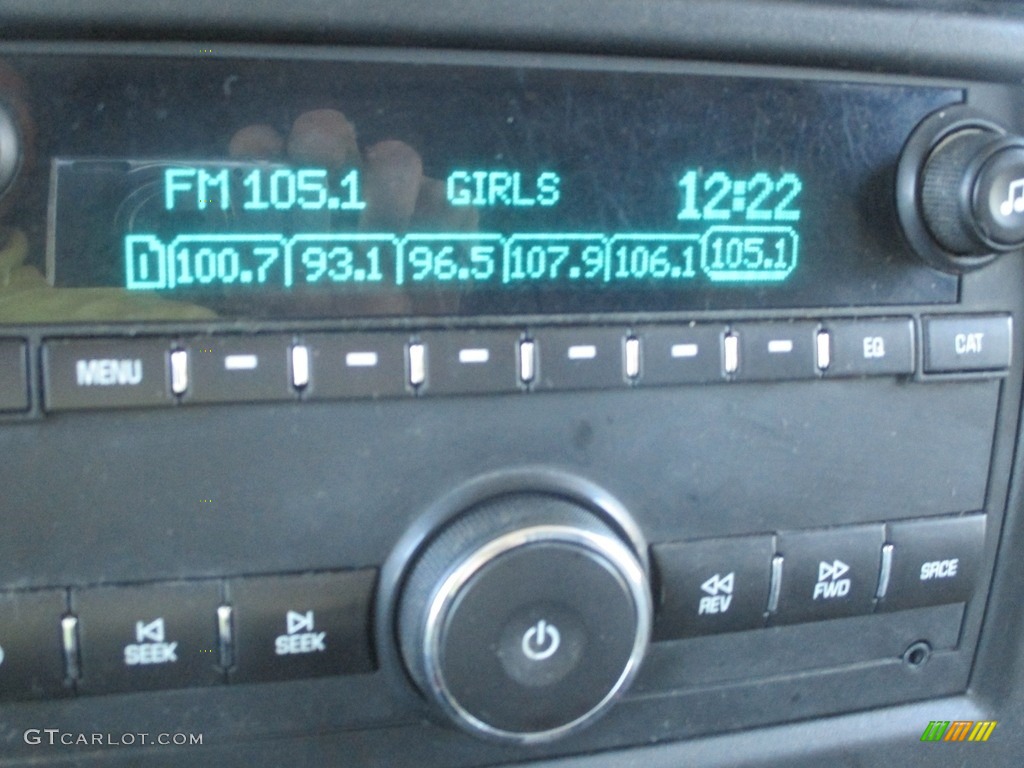 FM 105.1 GIRLS 12:22
1 100.7 93.1 96.5 107.9 106.1 105.1
MENU EQ CAT
SEEK SEEK REV FWD SRCE
GTCARLOT.COM